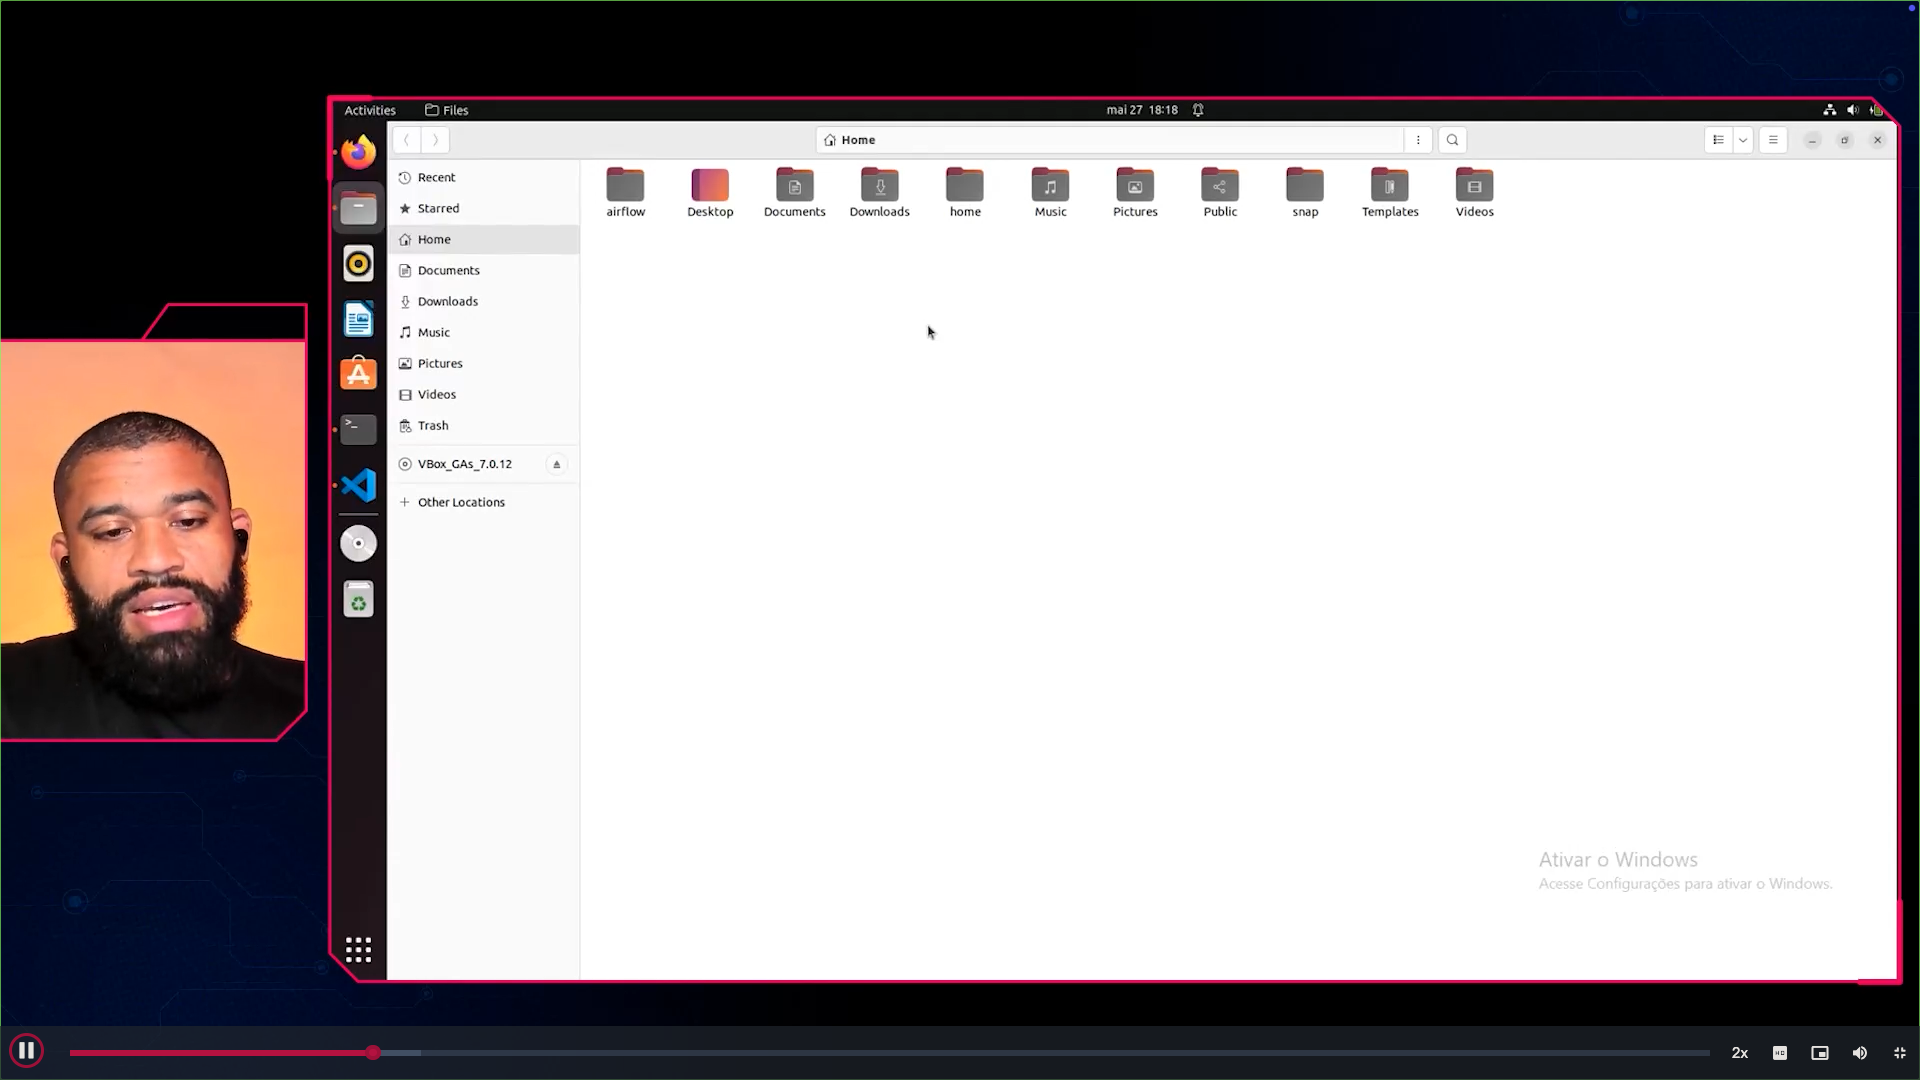 Activities Files mai 27 18:18
Home
Recent
Starred
Home
Documents
Downloads
Music
Pictures
Videos
Trash
VBox_GAs_7.0.12
Other Locations
airflow Desktop Documents Downloads home Music Pictures Public snap Templates Videos
Ativar o Windows
Acesse Configurações para ativar o Windows.
2x HD